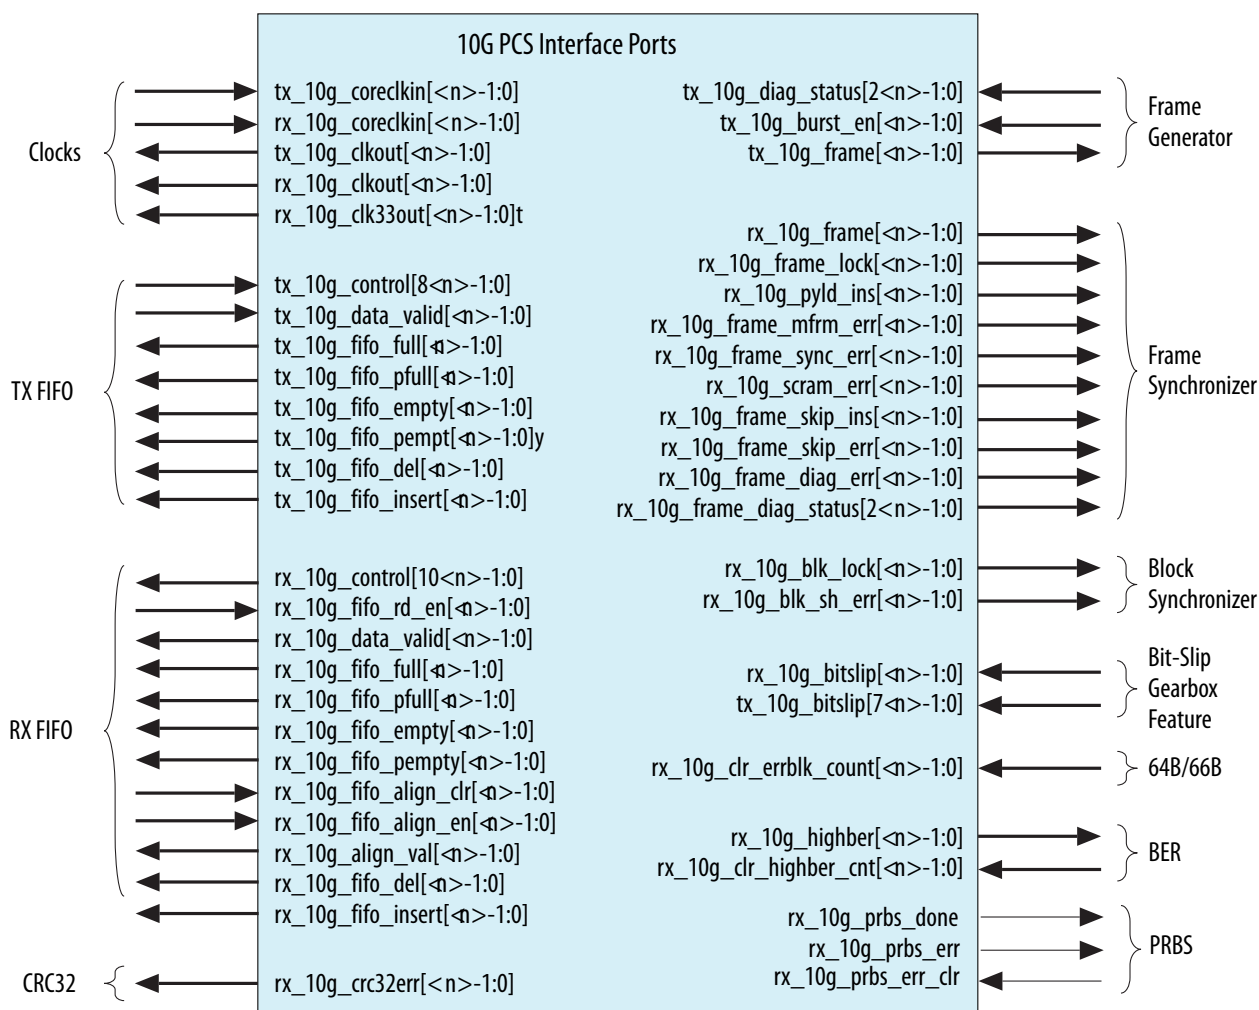 10G PCS Interface Ports
Clocks
tx_10g_coreclkin[<n>-1:0]
rx_10g_coreclkin[<n>-1:0]
tx_10g_clkout[<n>-1:0]
rx_10g_clkout[<n>-1:0]
rx_10g_clk33out[<n>-1:0]t
TX FIFO
tx_10g_control[8<n>-1:0]
tx_10g_data_valid[<n>-1:0]
tx_10g_fifo_full[<n>-1:0]
tx_10g_fifo_pfull[<n>-1:0]
tx_10g_fifo_empty[<n>-1:0]
tx_10g_fifo_pempt[<n>-1:0]y
tx_10g_fifo_del[<n>-1:0]
tx_10g_fifo_insert[<n>-1:0]
RX FIFO
rx_10g_control[10<n>-1:0]
rx_10g_fifo_rd_en[<n>-1:0]
rx_10g_data_valid[<n>-1:0]
rx_10g_fifo_full[<n>-1:0]
rx_10g_fifo_pfull[<n>-1:0]
rx_10g_fifo_empty[<n>-1:0]
rx_10g_fifo_pempty[<n>-1:0]
rx_10g_fifo_align_clr[<n>-1:0]
rx_10g_fifo_align_en[<n>-1:0]
rx_10g_align_val[<n>-1:0]
rx_10g_fifo_del[<n>-1:0]
rx_10g_fifo_insert[<n>-1:0]
CRC32
rx_10g_crc32err[<n>-1:0]
tx_10g_diag_status[2<n>-1:0]
tx_10g_burst_en[<n>-1:0]
tx_10g_frame[<n>-1:0]
Frame
Generator
rx_10g_frame[<n>-1:0]
rx_10g_frame_lock[<n>-1:0]
rx_10g_pyld_ins[<n>-1:0]
rx_10g_frame_mfrm_err[<n>-1:0]
rx_10g_frame_sync_err[<n>-1:0]
rx_10g_scram_err[<n>-1:0]
rx_10g_frame_skip_ins[<n>-1:0]
rx_10g_frame_skip_err[<n>-1:0]
rx_10g_frame_diag_err[<n>-1:0]
rx_10g_frame_diag_status[2<n>-1:0]
Frame
Synchronizer
rx_10g_blk_lock[<n>-1:0]
rx_10g_blk_sh_err[<n>-1:0]
Block
Synchronizer
rx_10g_bitslip[<n>-1:0]
tx_10g_bitslip[7<n>-1:0]
Bit-Slip
Gearbox
Feature
rx_10g_clr_errblk_count[<n>-1:0]
64B/66B
rx_10g_highber[<n>-1:0]
rx_10g_clr_highber_cnt[<n>-1:0]
BER
rx_10g_prbs_done
rx_10g_prbs_err
rx_10g_prbs_err_clr
PRBS